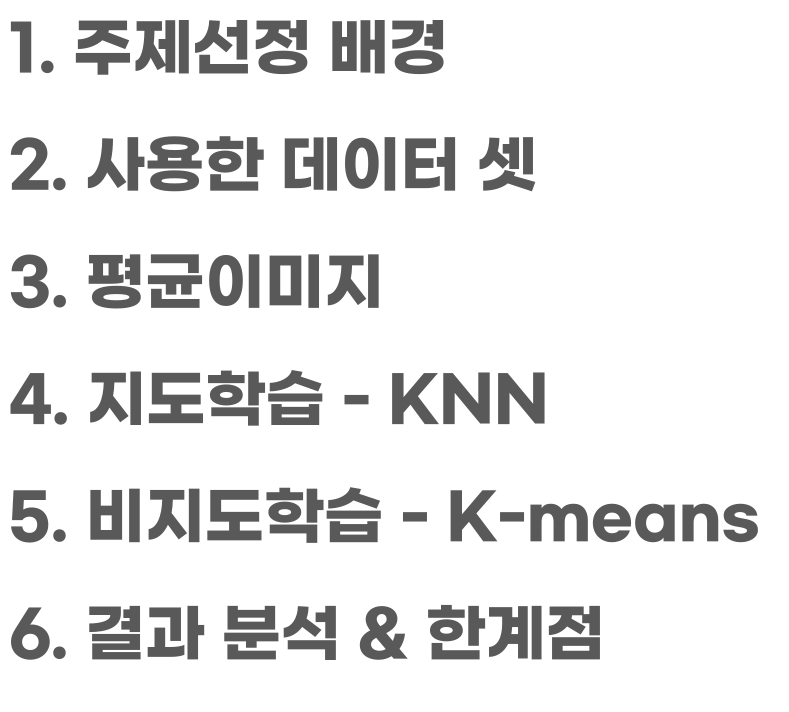 1. 주제선정 배경
2. 사용한 데이터 셋
3. 평균이미지
4. 지도학습 - KNN
5. 비지도학습 - K-means
6. 결과 분석 & 한계점